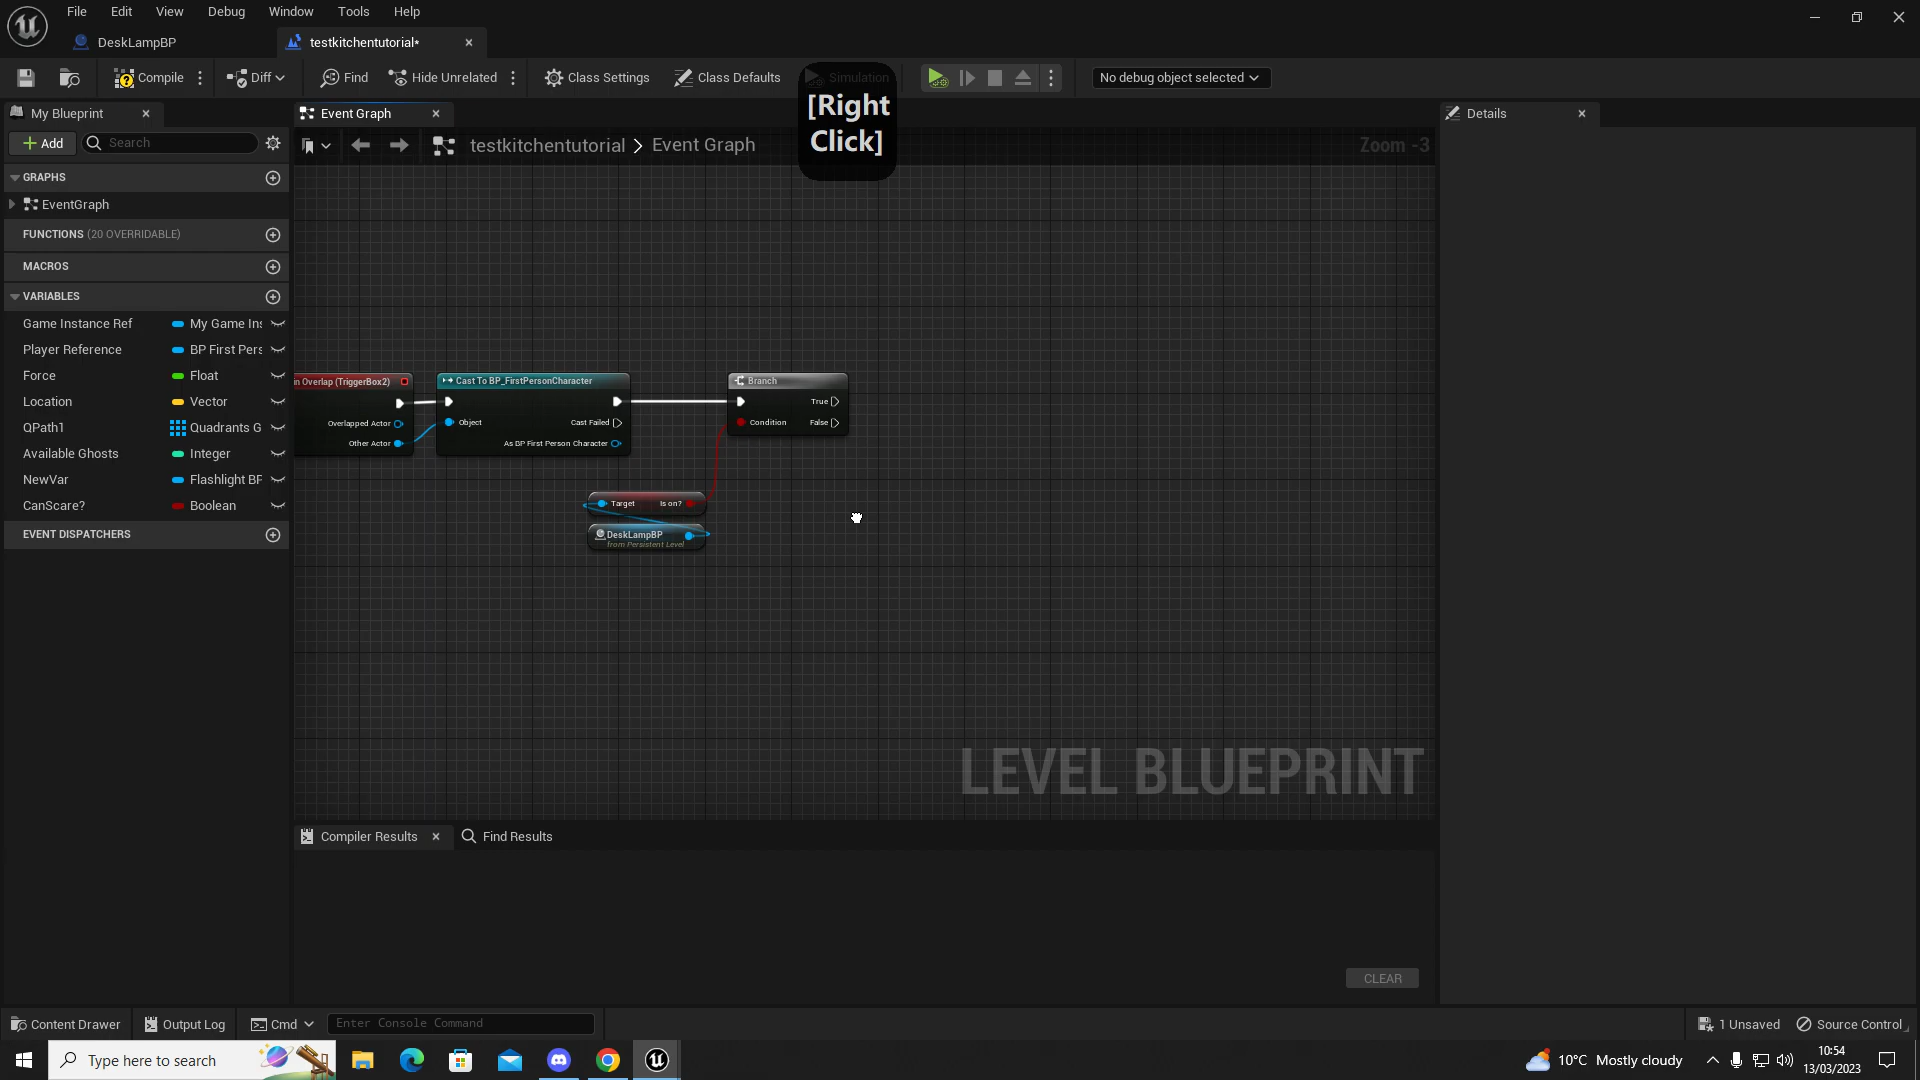 File Edit View Debug Window Tools Help
DeskLampBP
testkitchentutorial*
Compile
Diff
Find
Hide Unrelated
Class Settings
Class Defaults
Simulation
No debug object selected
[Right
Click]
My Blueprint
Event Graph
Details
Add
Search
testkitchentutorial > Event Graph
Zoom -3
GRAPHS
EventGraph
FUNCTIONS (20 OVERRIDABLE)
MACROS
VARIABLES
Game Instance Ref My Game Ins
Player Reference BP First Pers
Force Float
Location Vector
QPath1 Quadrants G
Available Ghosts Integer
NewVar Flashlight BP
CanScare? Boolean
EVENT DISPATCHERS
in Overlap (TriggerBox2)
Overlapped Actor
Other Actor
Cast To BP_FirstPersonCharacter
Object
Cast Failed
As BP First Person Character
Branch
True
Condition False
Target Is on?
DeskLampBP
from Persistent Level
LEVEL BLUEPRINT
Compiler Results
Find Results
CLEAR
Content Drawer
Output Log
Cmd
Enter Console Command
1 Unsaved
Source Control
Type here to search
10°C Mostly cloudy
10:54
13/03/2023